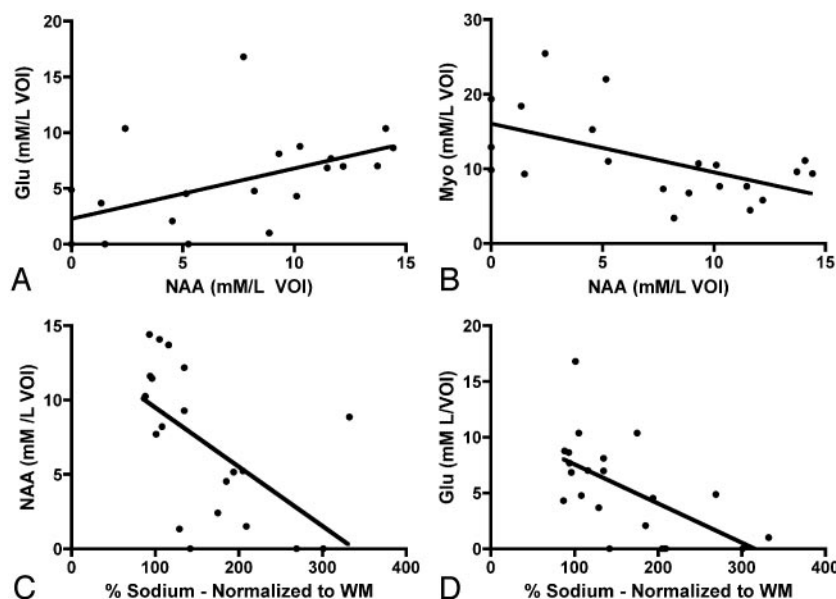 20
15
10
5
0
Glu (mM/L VOI)
0 5 10 15
A
NAA (mM/L VOI)
30
20
10
0
Myo (mM/L VOI)
0 5 10 15
B
NAA (mM/L VOI)
15
10
5
0
NAA (mM /L VOI)
0 100 200 300 400
C
% Sodium - Normalized to WM
20
15
10
5
0
Glu (mM L/VOI)
0 100 200 300 400
D
% Sodium - Normalized to WM